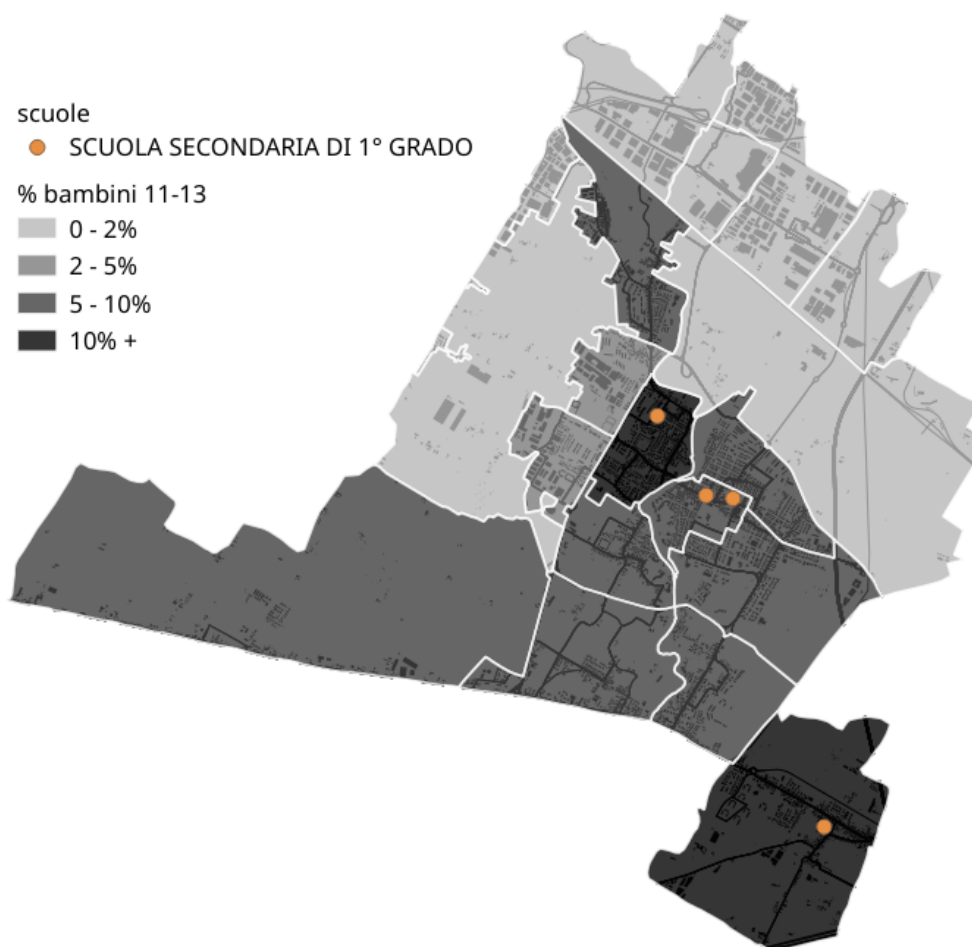 scuole
SCUOLA SECONDARIA DI 1° GRADO
% bambini 11-13
0 - 2%
2 - 5%
5 - 10%
10% +